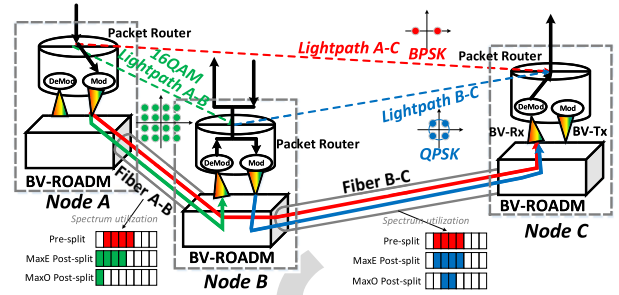 Packet Router
DeMod
Mod
BV-ROADM
Node A
Lightpath A-C
BPSK
16QAM
Lightpath A-B
Lightpath B-C
QPSK
Packet Router
DeMod
Mod
BV-ROADM
Node B
Packet Router
DeMod
Mod
BV-Rx
BV-Tx
BV-ROADM
Node C
Fiber A-B
Fiber B-C
Spectrum utilization
Pre-split
MaxE Post-split
MaxO Post-split
Spectrum utilization
Pre-split
MaxE Post-split
MaxO Post-split